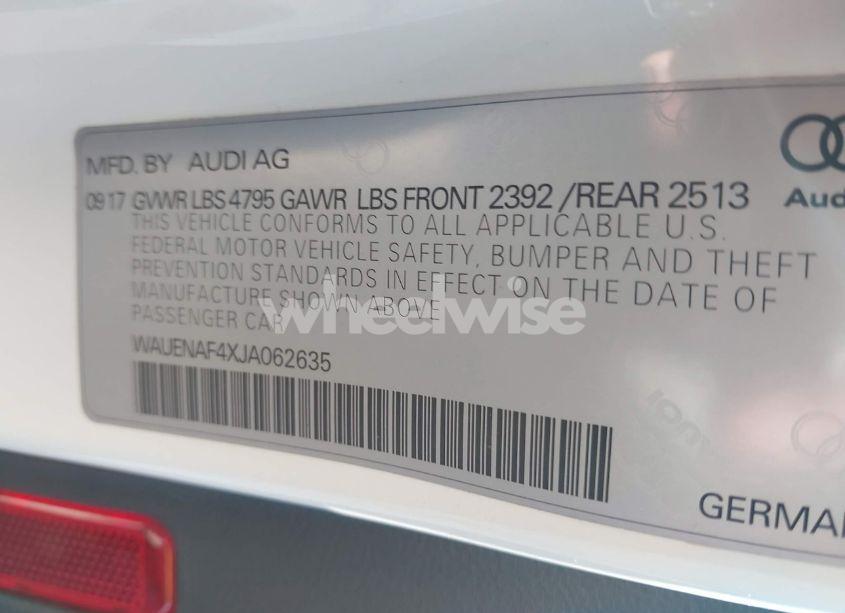 MFD. BY AUDI AG
09 17 GVWR LBS 4795 GAWR LBS FRONT 2392 /REAR 2513
THIS VEHICLE CONFORMS TO ALL APPLICABLE U.S.
FEDERAL MOTOR VEHICLE SAFETY, BUMPER AND THEFT
PREVENTION STANDARDS IN EFFECT ON THE DATE OF
MANUFACTURE SHOWN ABOVE
PASSENGER CAR
WAUENAF4XJA062635
wheelwise